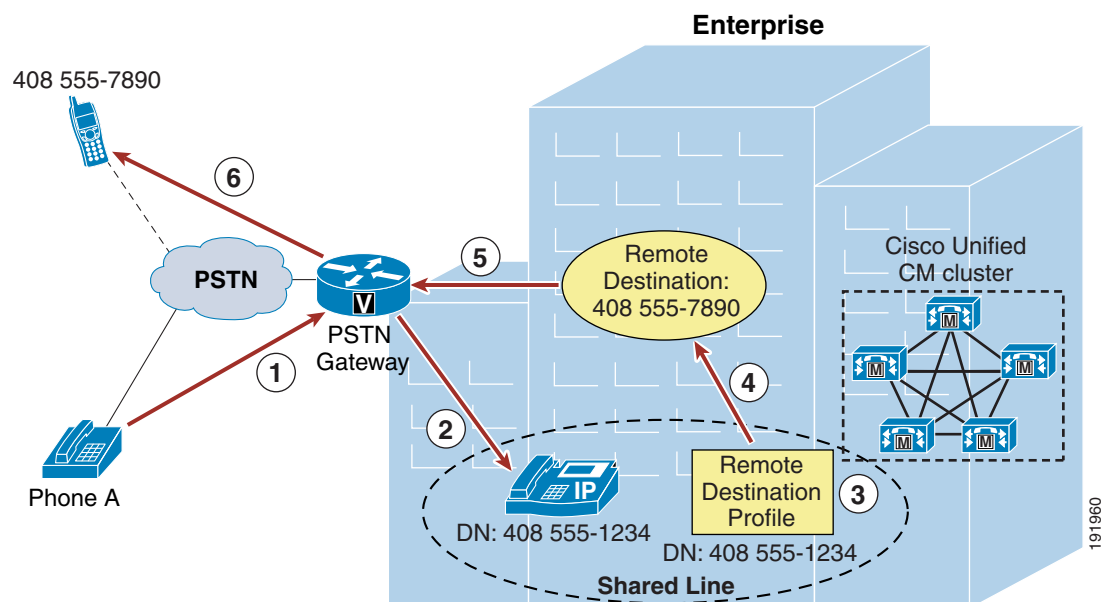 Enterprise
408 555-7890
6
PSTN
V
PSTN
Gateway
5
Remote
Destination:
408 555-7890
Cisco Unified
CM cluster
M
M
M
M
M
1
4
2
IP
Remote
Destination
Profile
3
Phone A
DN: 408 555-1234
DN: 408 555-1234
Shared Line
191960